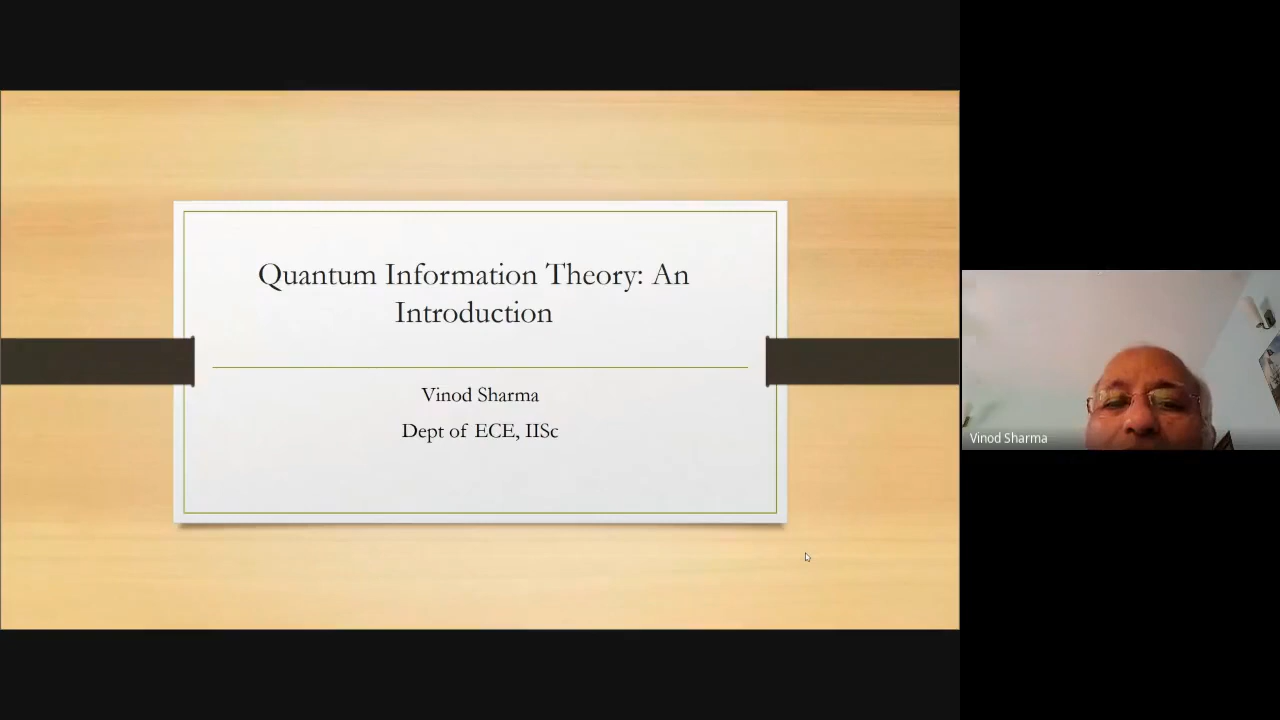 Quantum Information Theory: An
Introduction
Vinod Sharma
Dept of ECE, IISc
Vinod Sharma